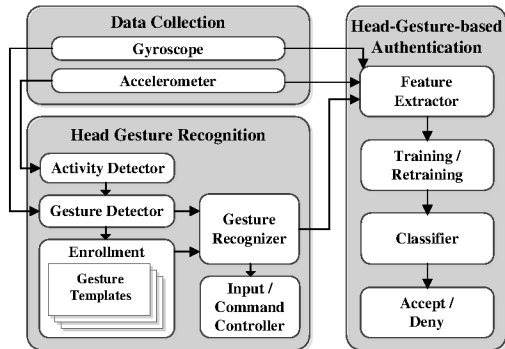 Data Collection
Gyroscope
Accelerometer
Head Gesture Recognition
Activity Detector
Gesture Detector
Enrollment
Gesture
Templates
Gesture
Recognizer
Input /
Command
Controller
Head-Gesture-based
Authentication
Feature
Extractor
Training /
Retraining
Classifier
Accept /
Deny